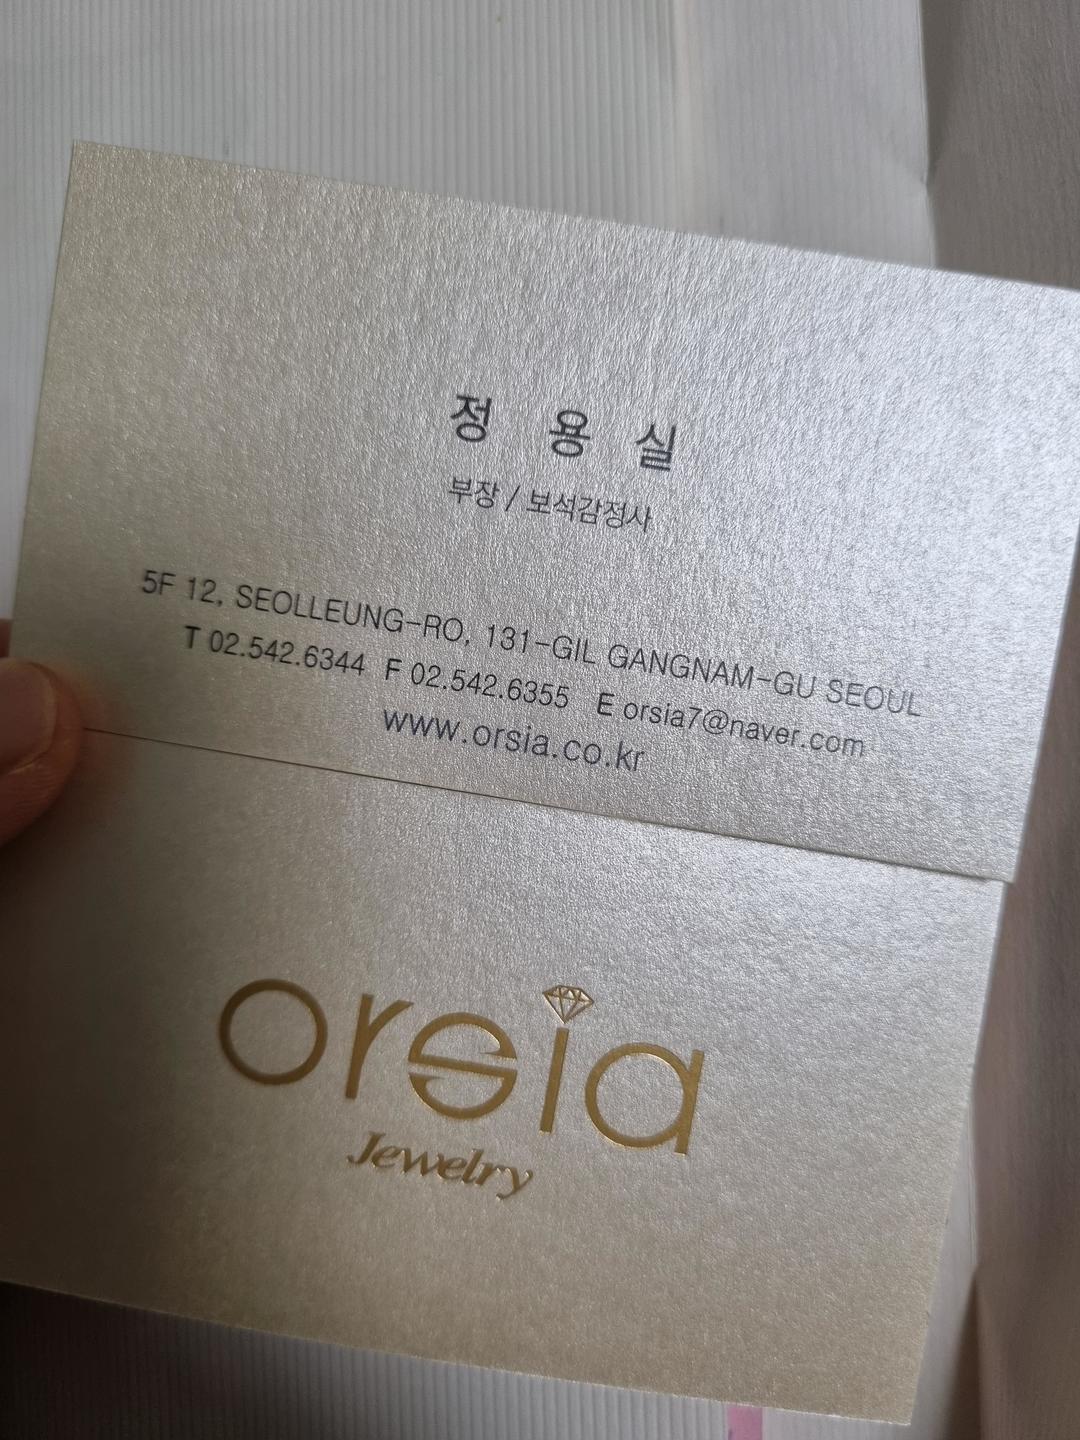 정 용 실
부장 / 보석감정사
5F 12, SEOLLEUNG-RO, 131-GIL GANGNAM-GU SEOUL
T 02.542.6344 F 02.542.6355 E orsia7@naver.com
www.orsia.co.kr
orsia
Jewelry